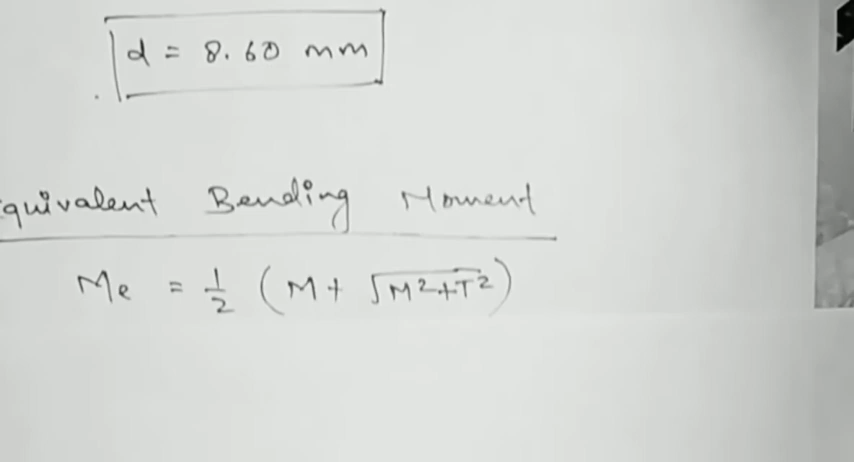 d = 8.60 mm
quivalent Bending Moment
Me = 1/2 (M + √M²+T²)